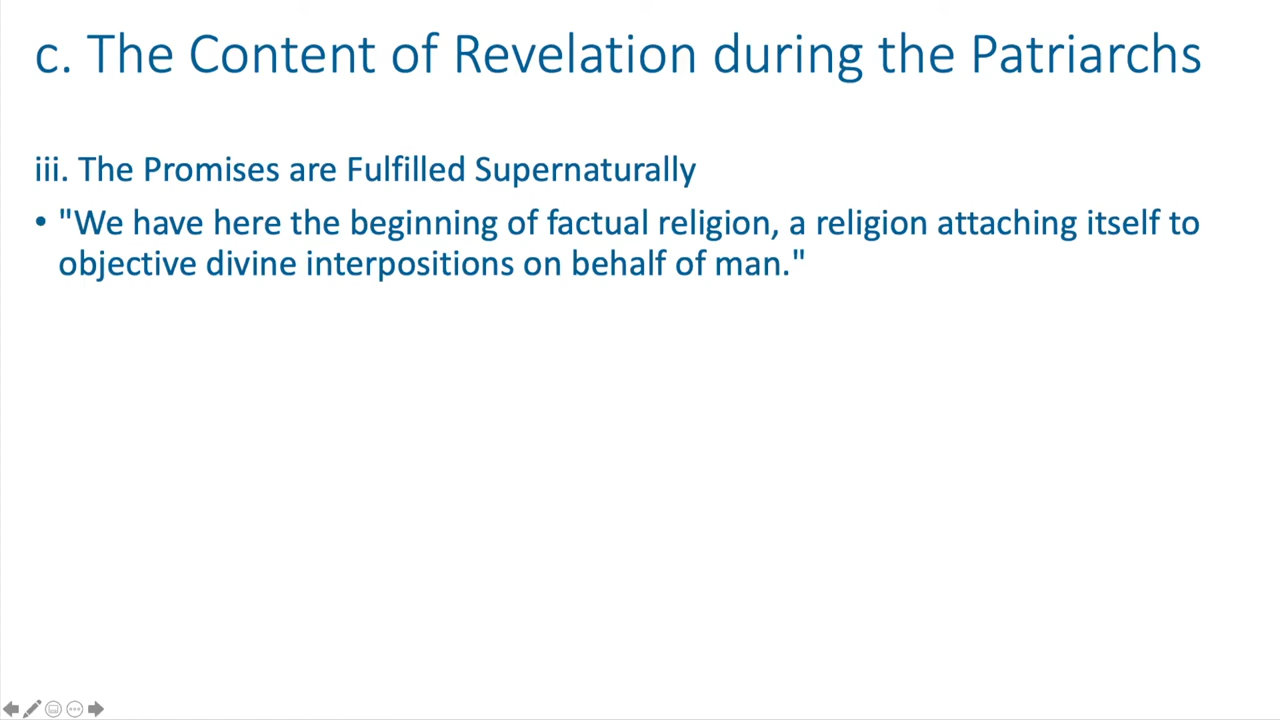 c. The Content of Revelation during the Patriarchs
iii. The Promises are Fulfilled Supernaturally
• "We have here the beginning of factual religion, a religion attaching itself to
objective divine interpositions on behalf of man."